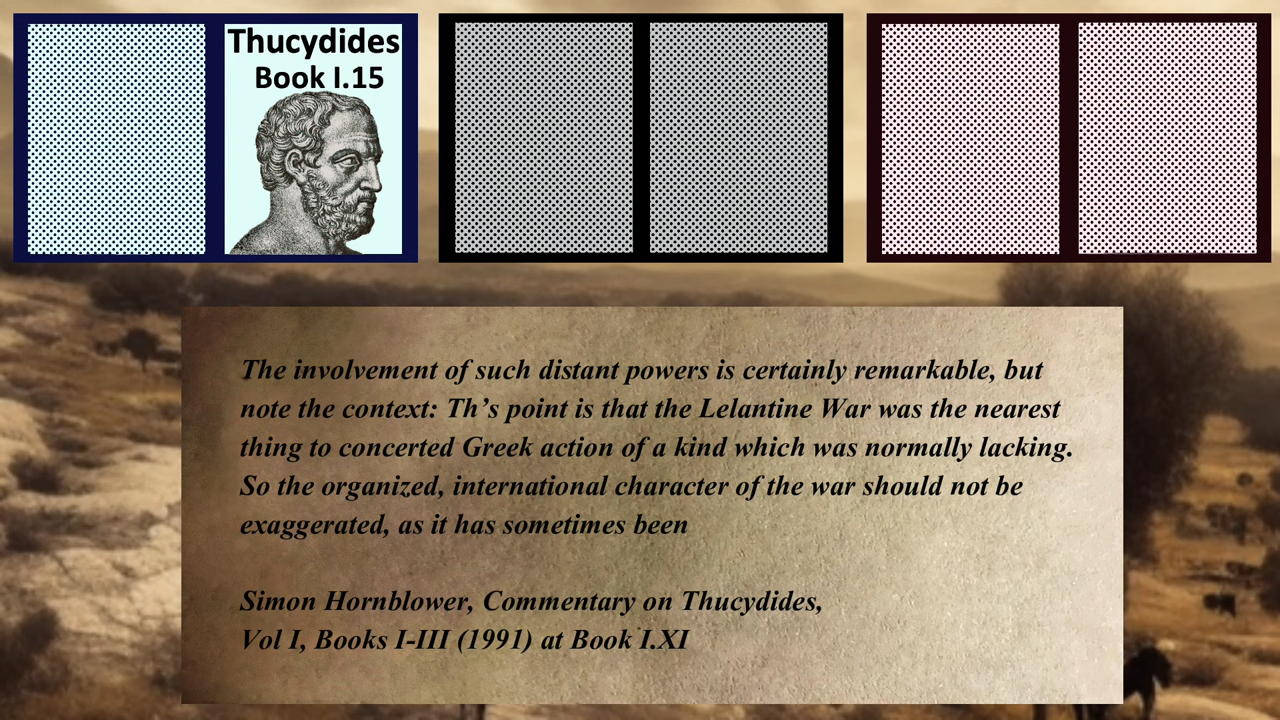 Thucydides
Book I.15
The involvement of such distant powers is certainly remarkable, but
note the context: Th’s point is that the Lelantine War was the nearest
thing to concerted Greek action of a kind which was normally lacking.
So the organized, international character of the war should not be
exaggerated, as it has sometimes been
Simon Hornblower, Commentary on Thucydides,
Vol I, Books I-III (1991) at Book I.XI